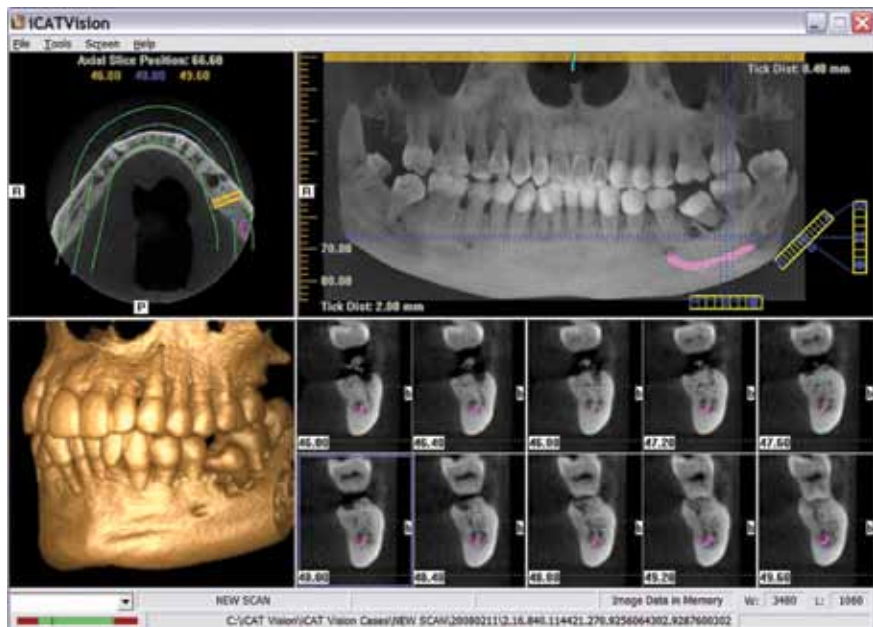 iCATVision
File Tools Screen Help
Axial Slice Position: 66.60
46.00 48.00 49.60
R
P
Tick Dist: 0.40 mm
R
70.00
80.00
Tick Dist: 2.00 mm
46.00
46.40
46.80
47.20
47.60
48.00
48.40
48.80
49.20
49.60
NEW SCAN
Image Data in Memory
W: 3480
L: 1060